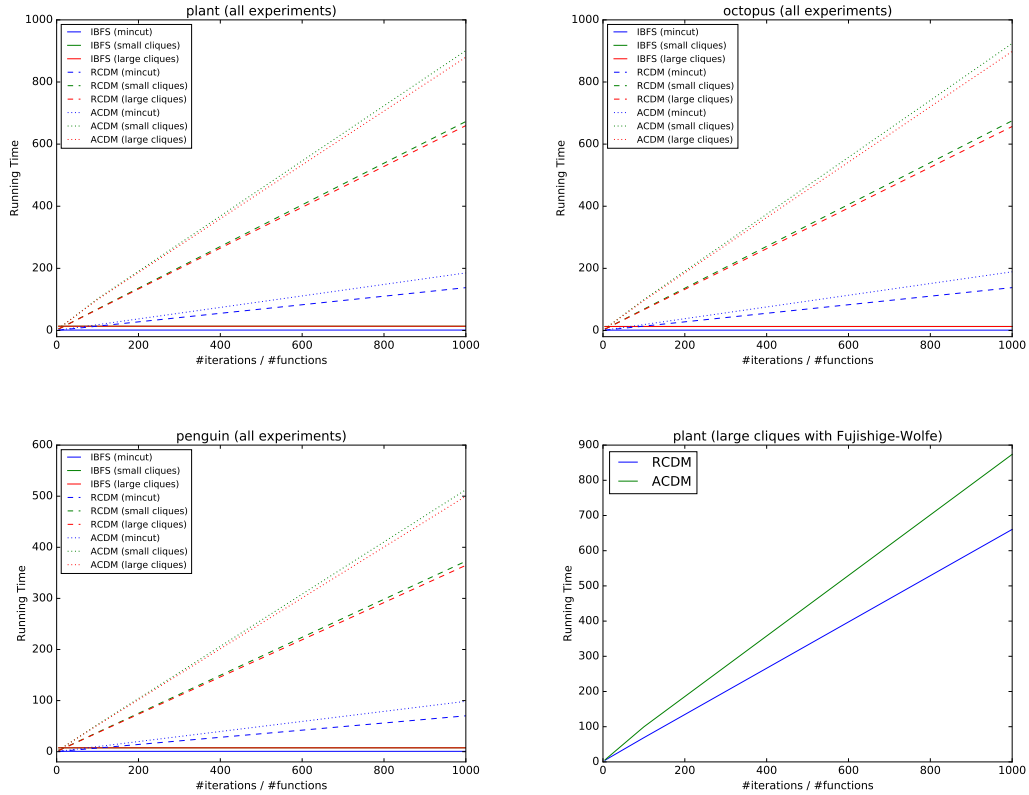 plant (all experiments)
1000
800
600
400
200
0
Running Time
IBFS (mincut)
IBFS (small cliques)
IBFS (large cliques)
RCDM (mincut)
RCDM (small cliques)
RCDM (large cliques)
ACDM (mincut)
ACDM (small cliques)
ACDM (large cliques)
0 200 400 600 800 1000
#iterations / #functions
octopus (all experiments)
1000
800
600
400
200
0
Running Time
IBFS (mincut)
IBFS (small cliques)
IBFS (large cliques)
RCDM (mincut)
RCDM (small cliques)
RCDM (large cliques)
ACDM (mincut)
ACDM (small cliques)
ACDM (large cliques)
0 200 400 600 800 1000
#iterations / #functions
penguin (all experiments)
600
500
400
300
200
100
0
Running Time
IBFS (mincut)
IBFS (small cliques)
IBFS (large cliques)
RCDM (mincut)
RCDM (small cliques)
RCDM (large cliques)
ACDM (mincut)
ACDM (small cliques)
ACDM (large cliques)
0 200 400 600 800 1000
#iterations / #functions
plant (large cliques with Fujishige-Wolfe)
900
800
700
600
500
400
300
200
100
0
Running Time
RCDM
ACDM
0 200 400 600 800 1000
#iterations / #functions